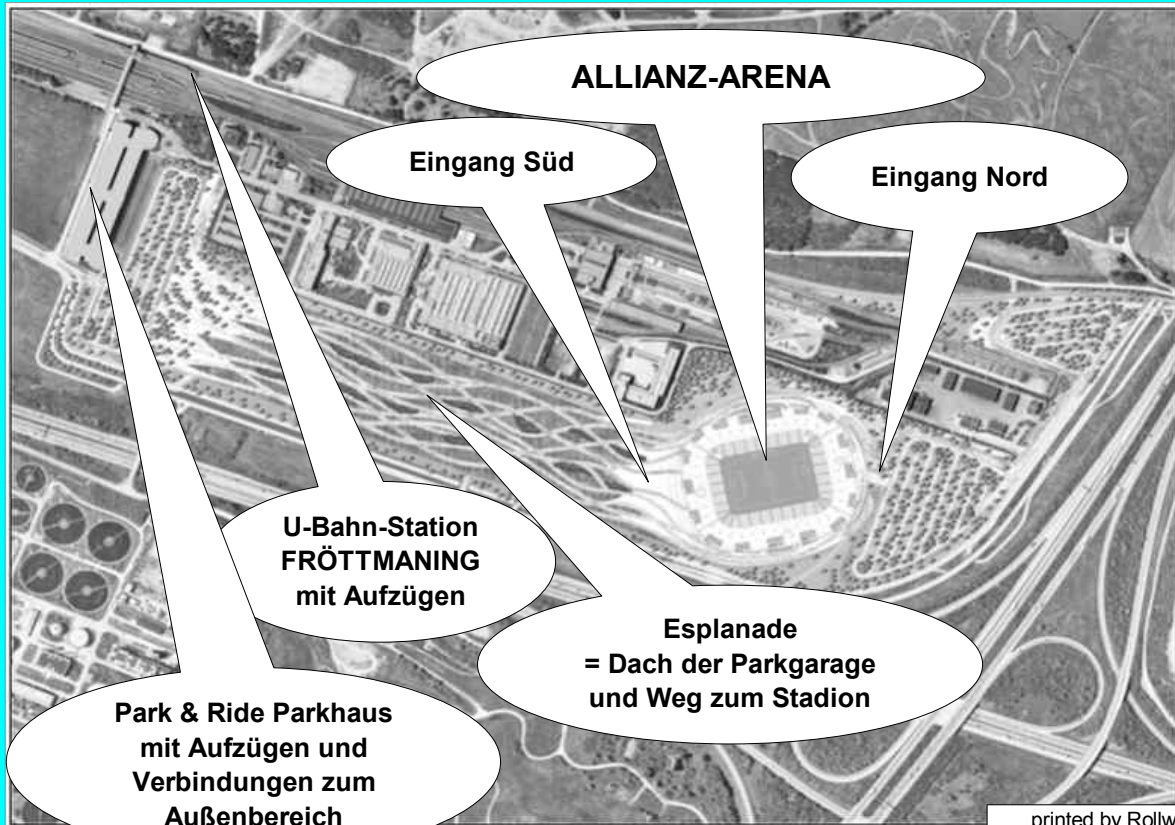 ALLIANZ-ARENA
Eingang Süd
Eingang Nord
U-Bahn-Station
FRÖTTMANING
mit Aufzügen
Esplanade
= Dach der Parkgarage
und Weg zum Stadion
Park & Ride Parkhaus
mit Aufzügen und
Verbindungen zum
Außenbereich
printed by